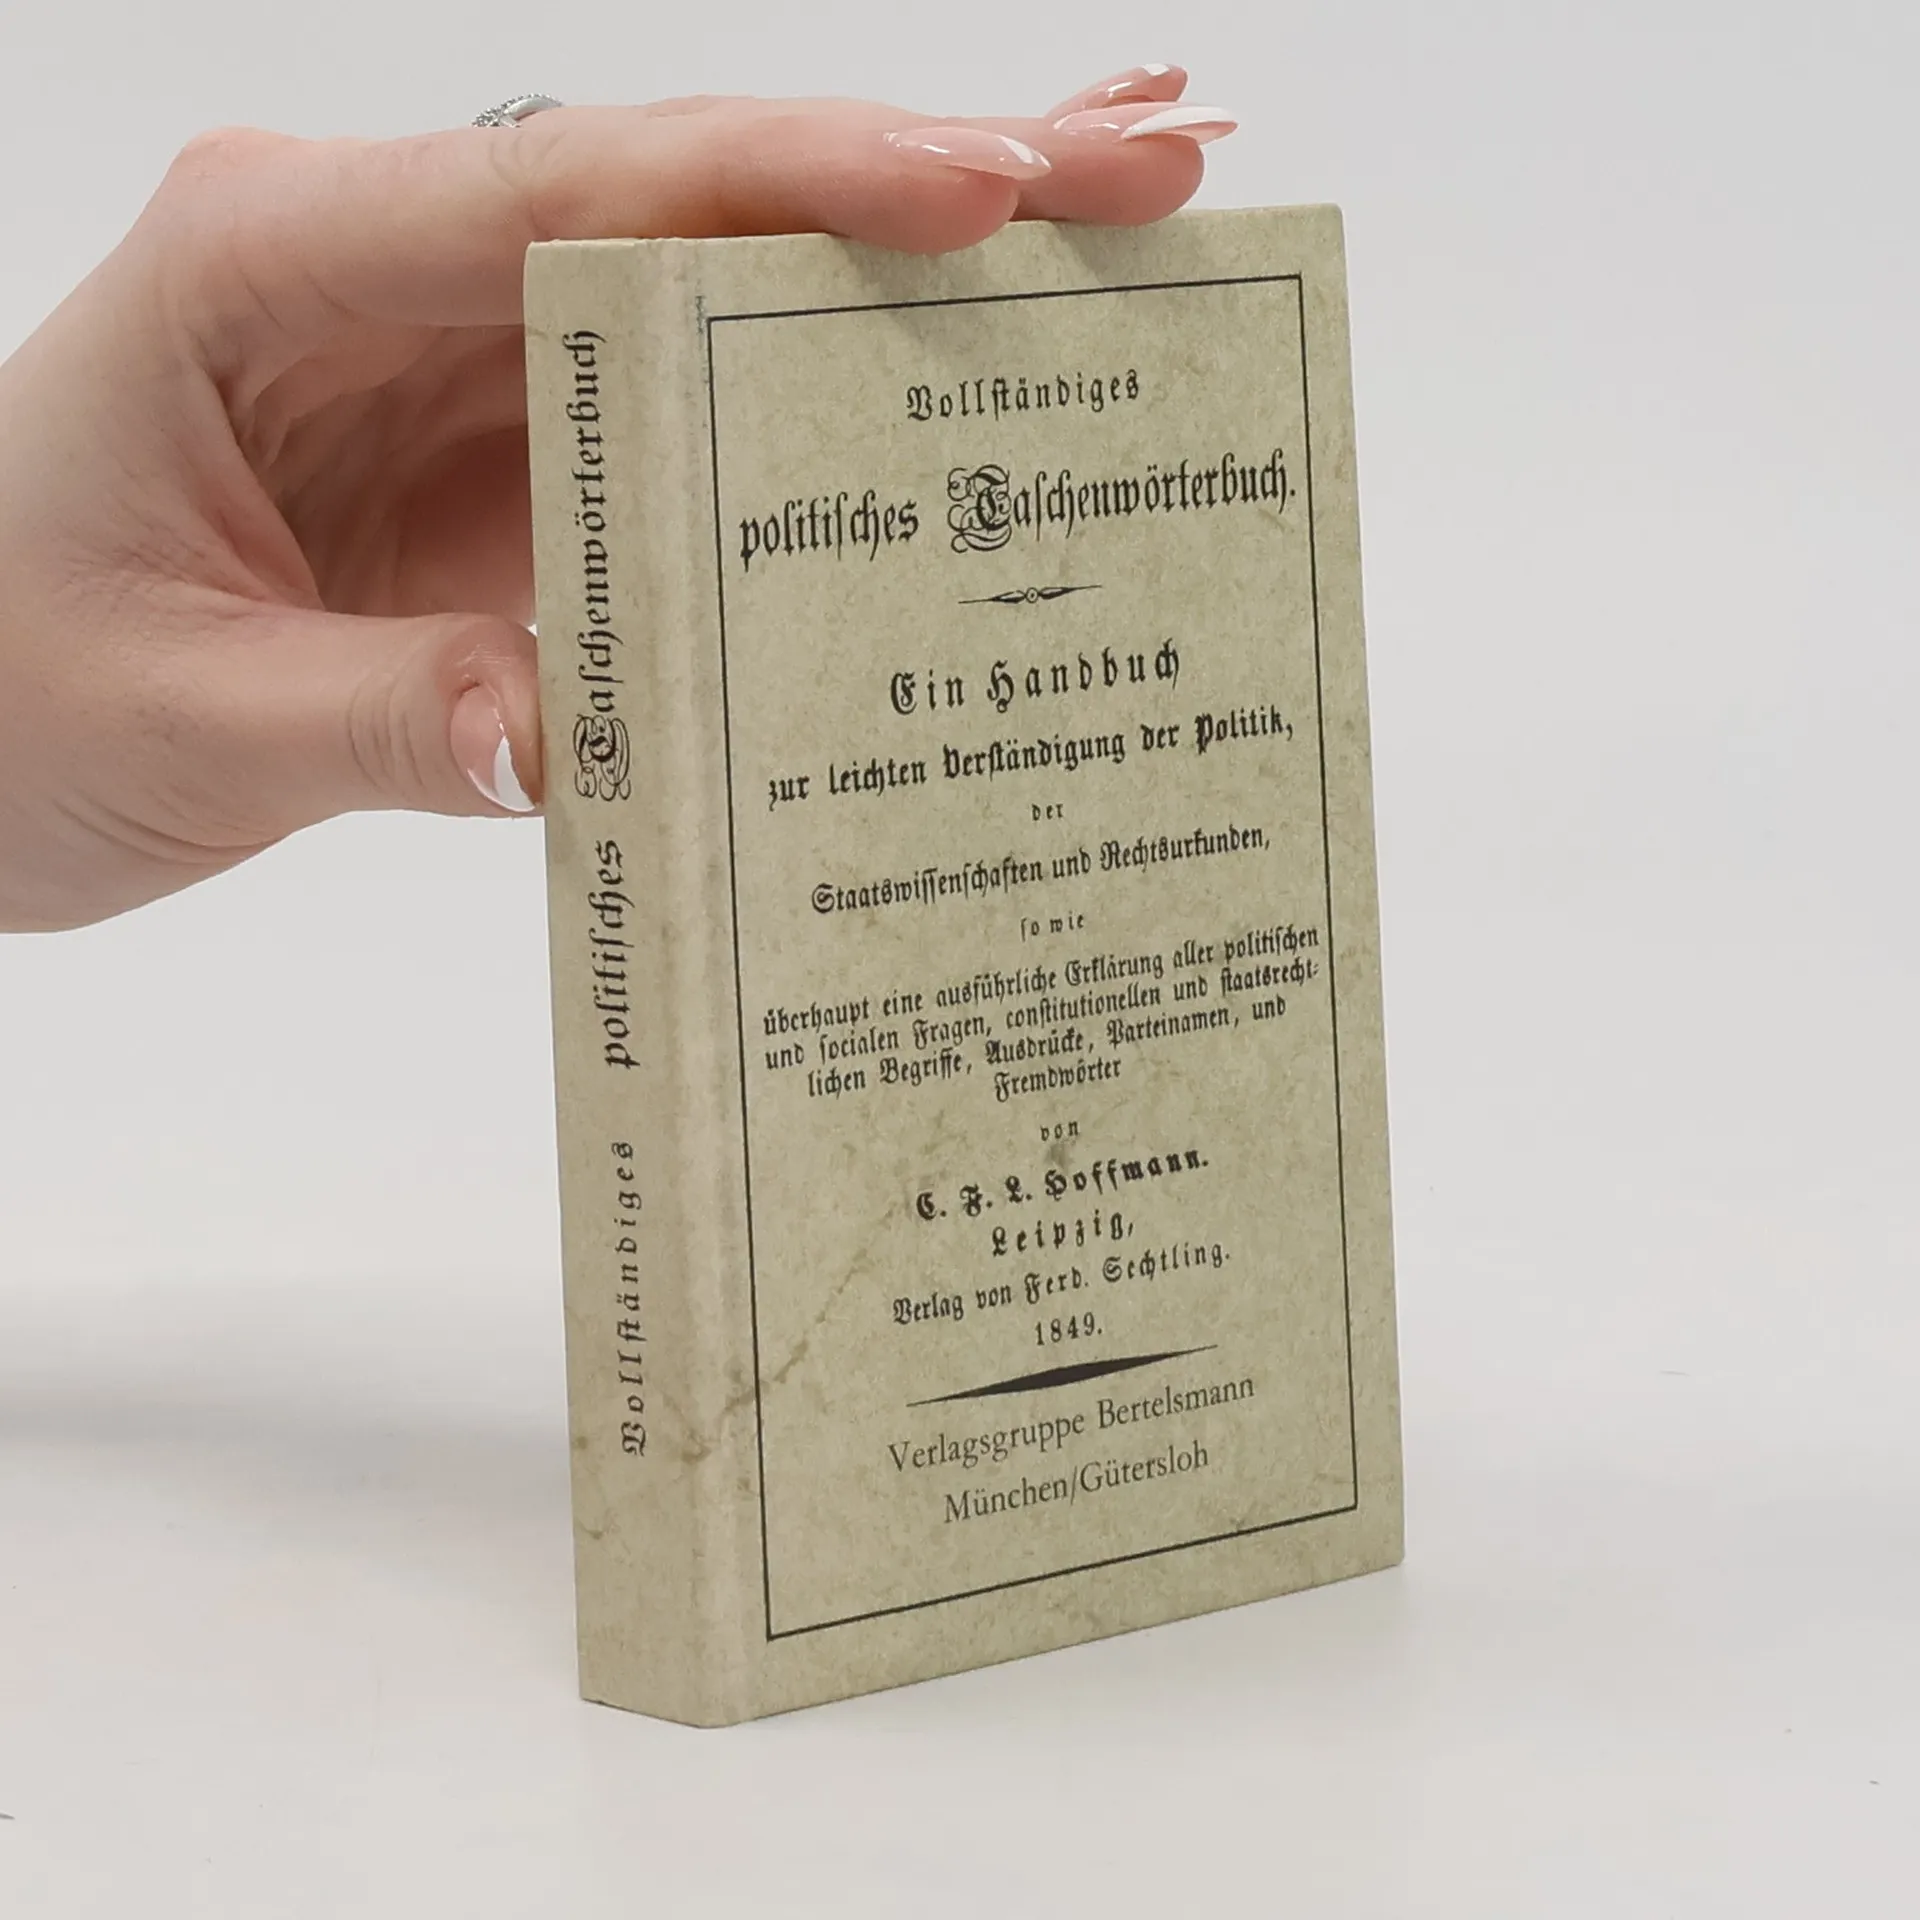 Vollſtändiges politiſches Taſchenwörterbuch
Vollſtändiges
politiſches Taſchenwörterbuch.
Ein Handbuch
zur leichten Verſtändigung der Politik,
der
Staatswiſſenſchaften und Rechtsurkunden,
ſo wie
überhaupt eine ausführliche Erklärung aller politiſchen
und ſocialen Fragen, conſtitutionellen und ſtaatsrecht-
lichen Begriffe, Ausdrücke, Parteinamen, und
Fremdwörter
von
C. F. L. Hoffmann.
Leipzig,
Verlag von Ferd. Sechtling.
1849.
Verlagsgruppe Bertelsmann
München/Gütersloh